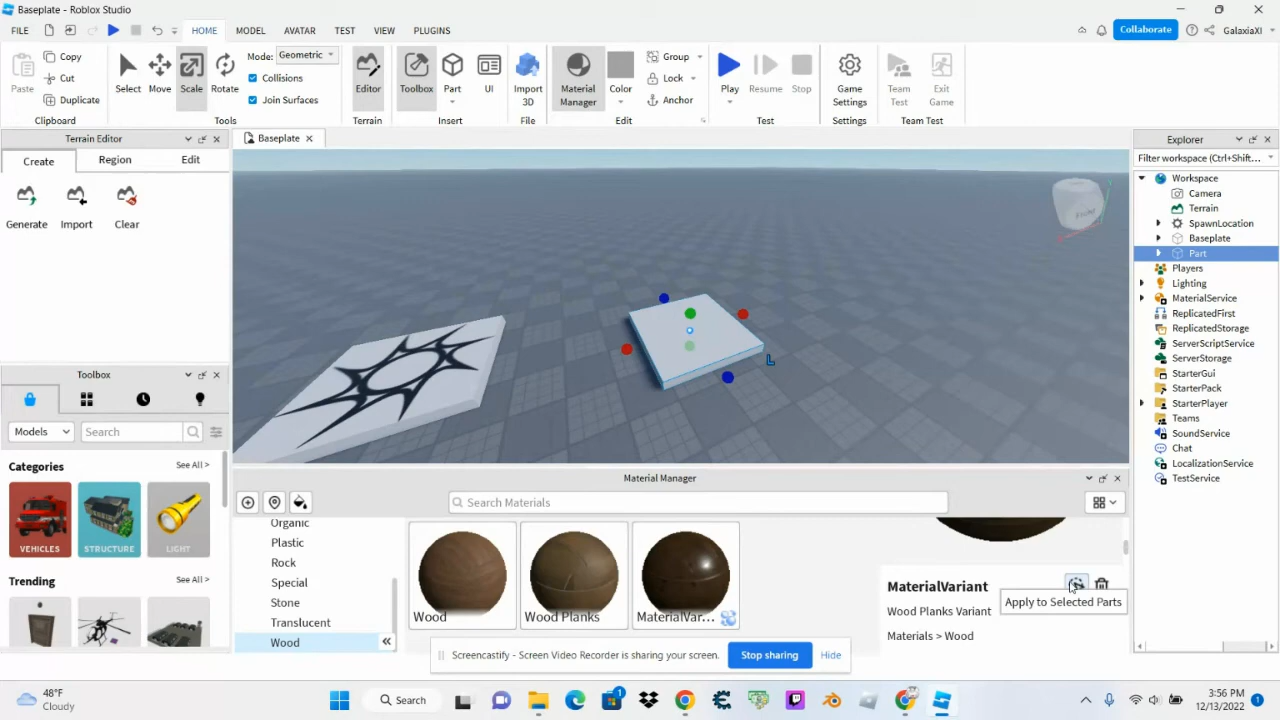 Baseplate - Roblox Studio
FILE HOME MODEL AVATAR TEST VIEW PLUGINS Collaborate GalaxiaXI
Paste Copy Cut Duplicate Select Move Scale Rotate Mode: Geometric Collisions Join Surfaces Editor Toolbox Part UI Import 3D Material Manager Color Group Lock Anchor Play Resume Stop Game Settings Team Test Exit Game
Clipboard Tools Terrain Insert File Edit Test Settings Team Test
Terrain Editor
Create Region Edit
Generate Import Clear
Toolbox
Models Search
Categories See All >
VEHICLES STRUCTURE LIGHT
Trending See All >
Baseplate
Material Manager
Search Materials
Organic
Plastic
Rock
Special
Stone
Translucent
Wood
Wood Wood Planks MaterialVar...
MaterialVariant
Wood Planks Variant
Materials > Wood
Apply to Selected Parts
Explorer
Filter workspace (Ctrl+Shift...
Workspace
Camera
Terrain
SpawnLocation
Baseplate
Part
Players
Lighting
MaterialService
ReplicatedFirst
ReplicatedStorage
ServerScriptService
ServerStorage
StarterGui
StarterPack
StarterPlayer
Teams
SoundService
Chat
LocalizationService
TestService
Screencastify - Screen Video Recorder is sharing your screen. Stop sharing Hide
48°F
Cloudy
Search
3:56 PM
12/13/2022